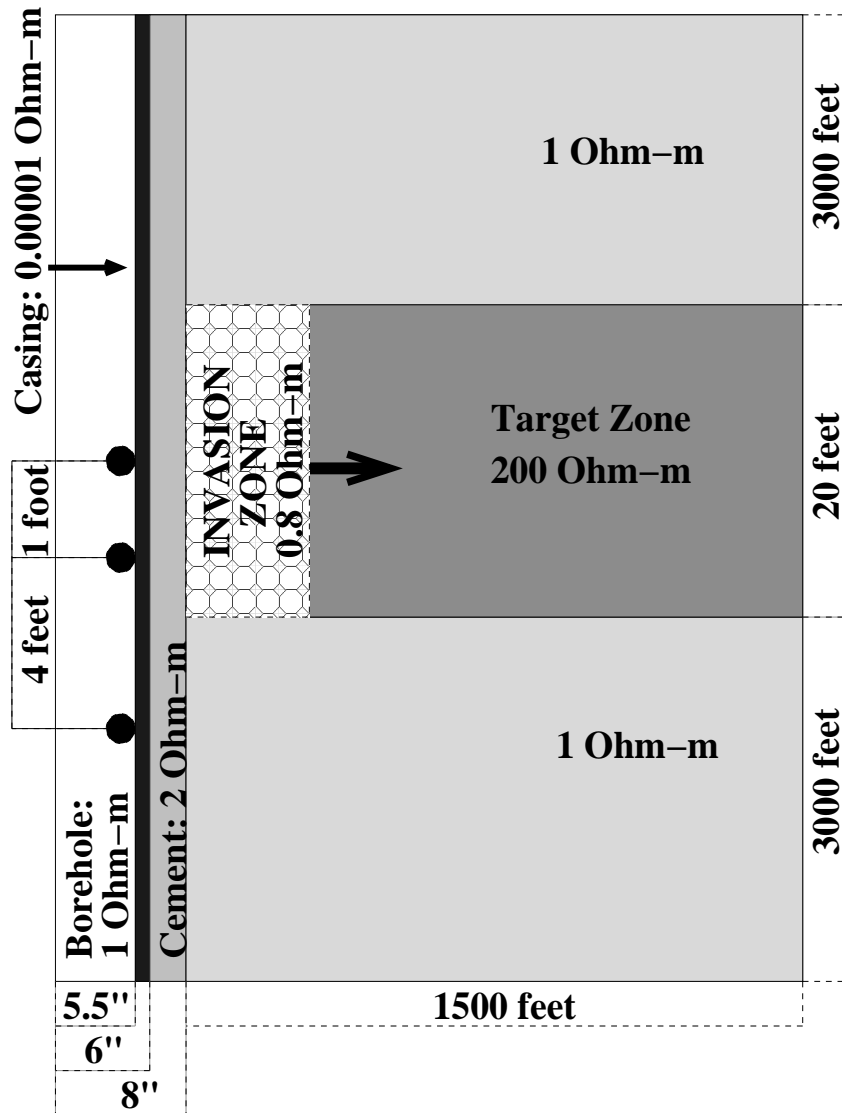 Casing: 0.00001 Ohm−m
1 Ohm−m
3000 feet
INVASION
ZONE
0.8 Ohm−m
Target Zone
200 Ohm−m
20 feet
1 foot
4 feet
Cement: 2 Ohm−m
1 Ohm−m
3000 feet
Borehole:
1 Ohm−m
5.5"
1500 feet
6"
8"